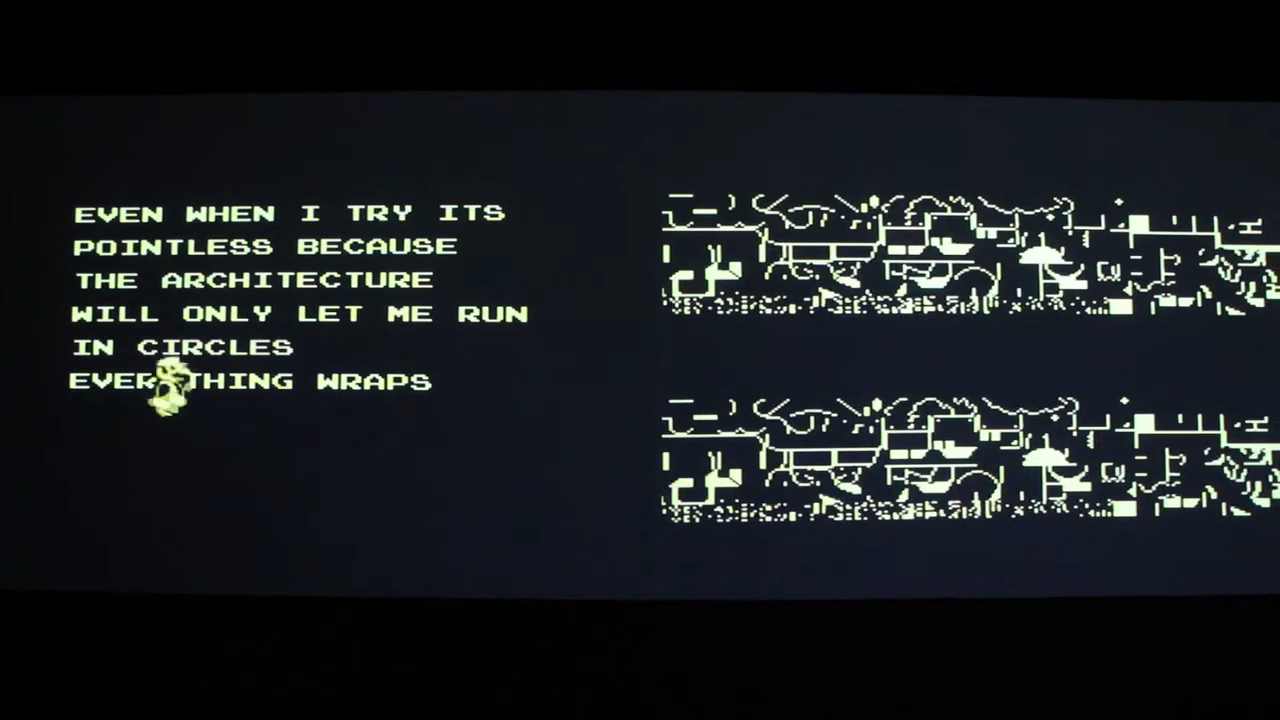 EVEN WHEN I TRY ITS
POINTLESS BECAUSE
THE ARCHITECTURE
WILL ONLY LET ME RUN
IN CIRCLES
EVERYTHING WRAPS